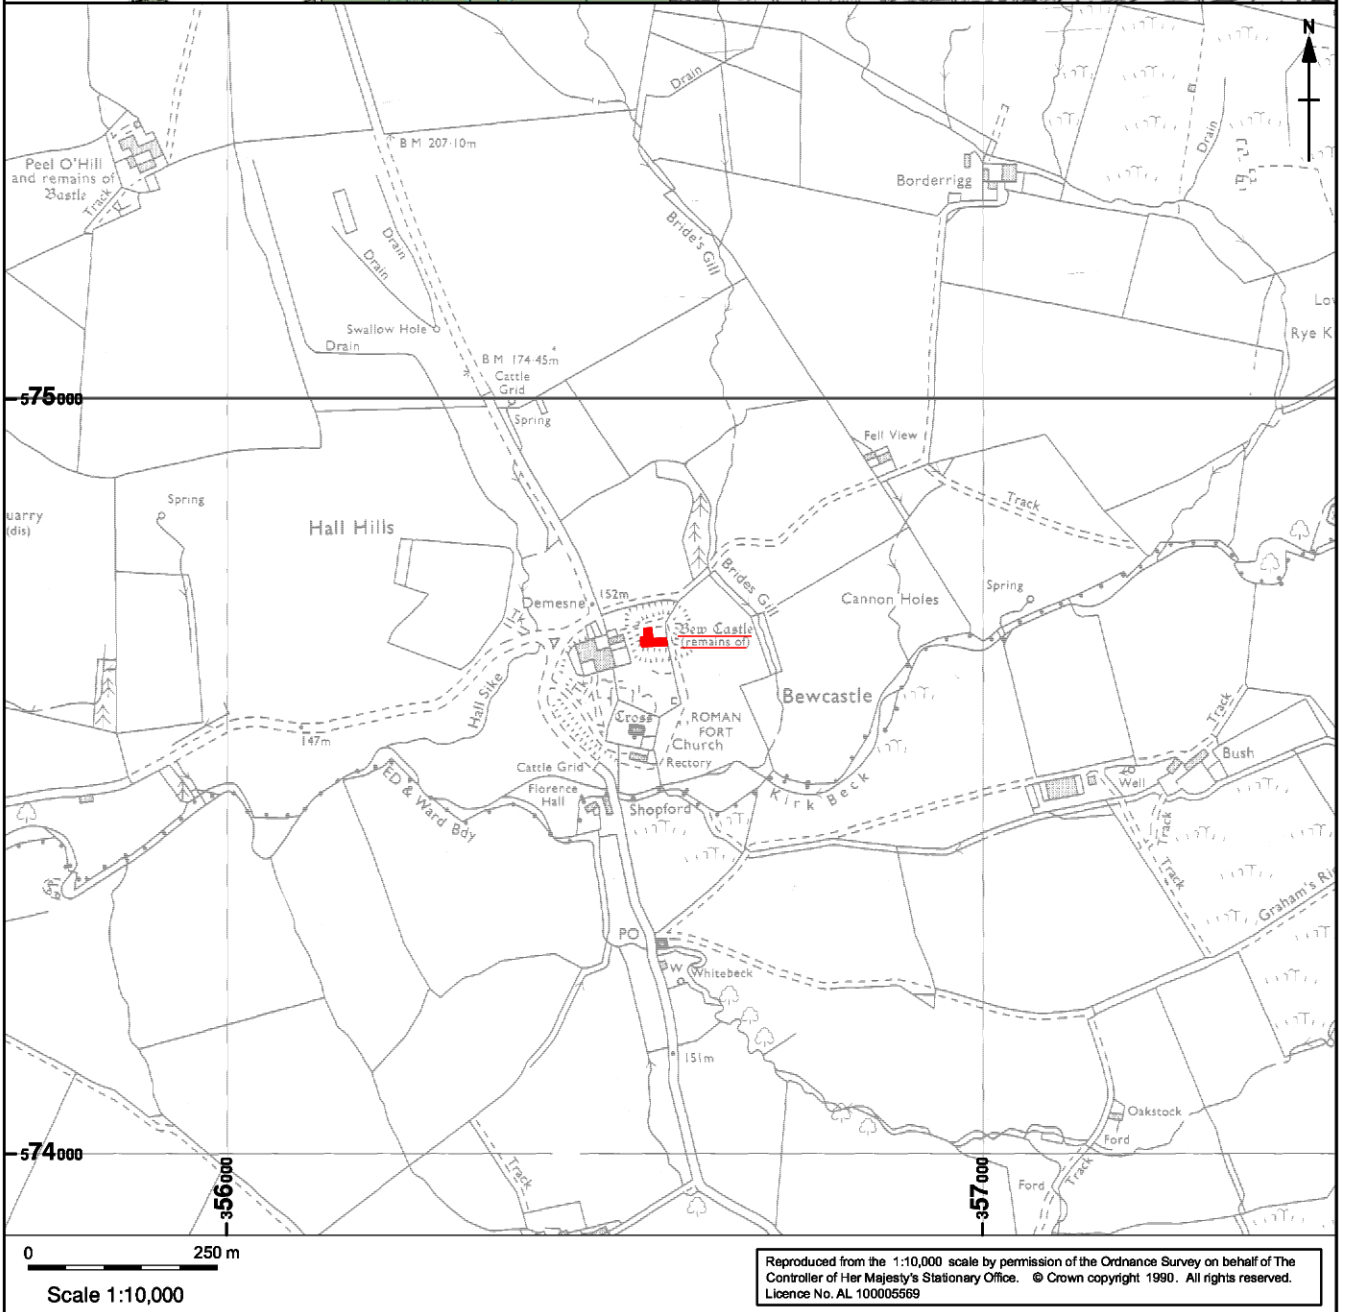 N
Drain
B M 207·10m
Peel O'Hill
and remains of
Bastle
Track
Borderrigg
Drain
Bride's Gill
Drain
Drain
Swallow Hole
Drain
Rye K
B M 174·45m
Cattle
Grid
575000
Spring
Fell View
Track
Spring
uarry
(dis)
Hall Hills
Brides Gill
Spring
Cannon Holes
152m
Demesne
Tk
Bew Castle
(remains of)
Tk
Hall Sike
Bewcastle
Track
Cross
ROMAN
FORT
Church
Rectory
147m
Bush
Cattle Grid
Well
ED & Ward Bdy
Florence
Hall
Shopford
Kirk Beck
Track
Track
Graham's Ri
PO
W
Whitebeck
151m
Oakstock
Ford
574000
Track
Ford
Track
356000
357000
0 250 m
Scale 1:10,000
Reproduced from the 1:10,000 scale by permission of the Ordnance Survey on behalf of The
Controller of Her Majesty's Stationary Office. © Crown copyright 1990. All rights reserved.
Licence No. AL 100005569